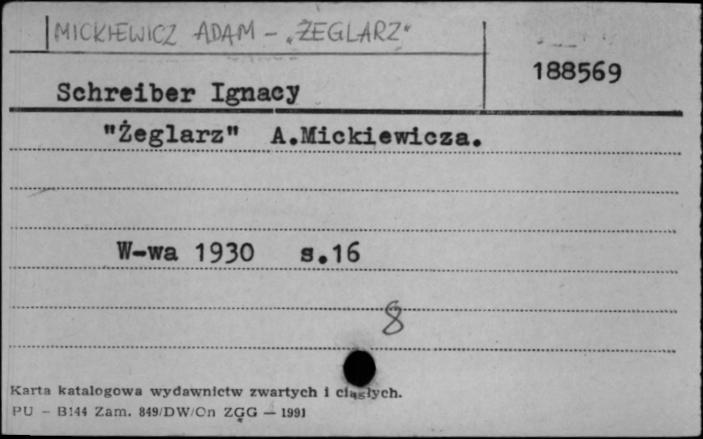 MICKIEWICZ ADAM - „ŻEGLARZ"
188569
Schreiber Ignacy
"Żeglarz" A.Mickiewicza.
W-wa 1930 s.16
8
Karta katalogowa wydawnictw zwartych i ciągłych.
PU - B144 Zam. 849/DW/On ZGG — 1991